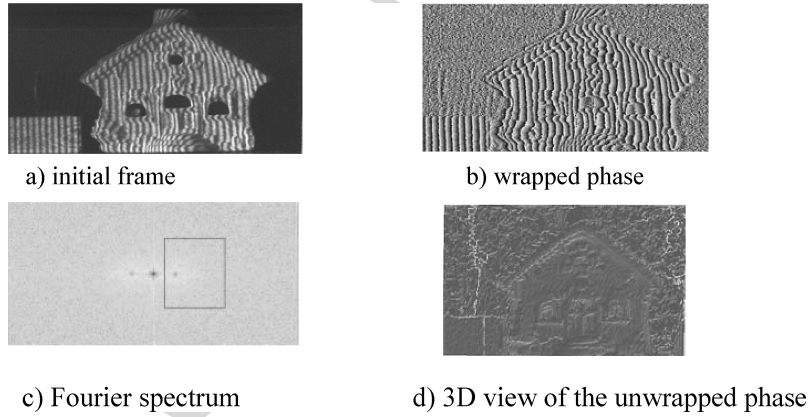 a) initial frame
b) wrapped phase
c) Fourier spectrum
d) 3D view of the unwrapped phase